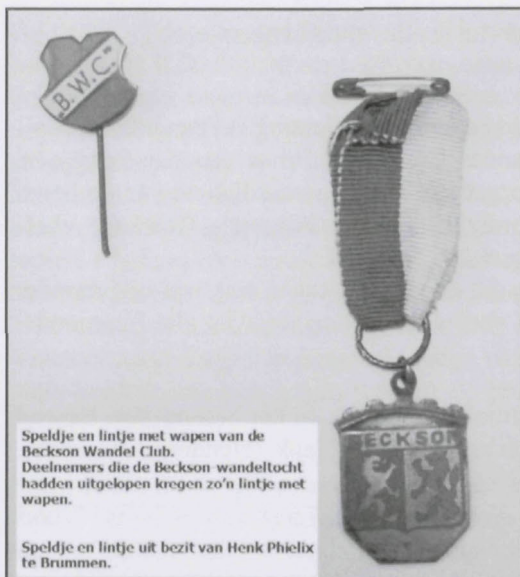 „B.W.C."
BECKSON
Speldje en lintje met wapen van de
Beckson Wandel Club.
Deelnemers die de Beckson-wandeltocht
hadden uitgelopen kregen zo'n lintje met
wapen.
Speldje en lintje uit bezit van Henk Phielix
te Brummen.